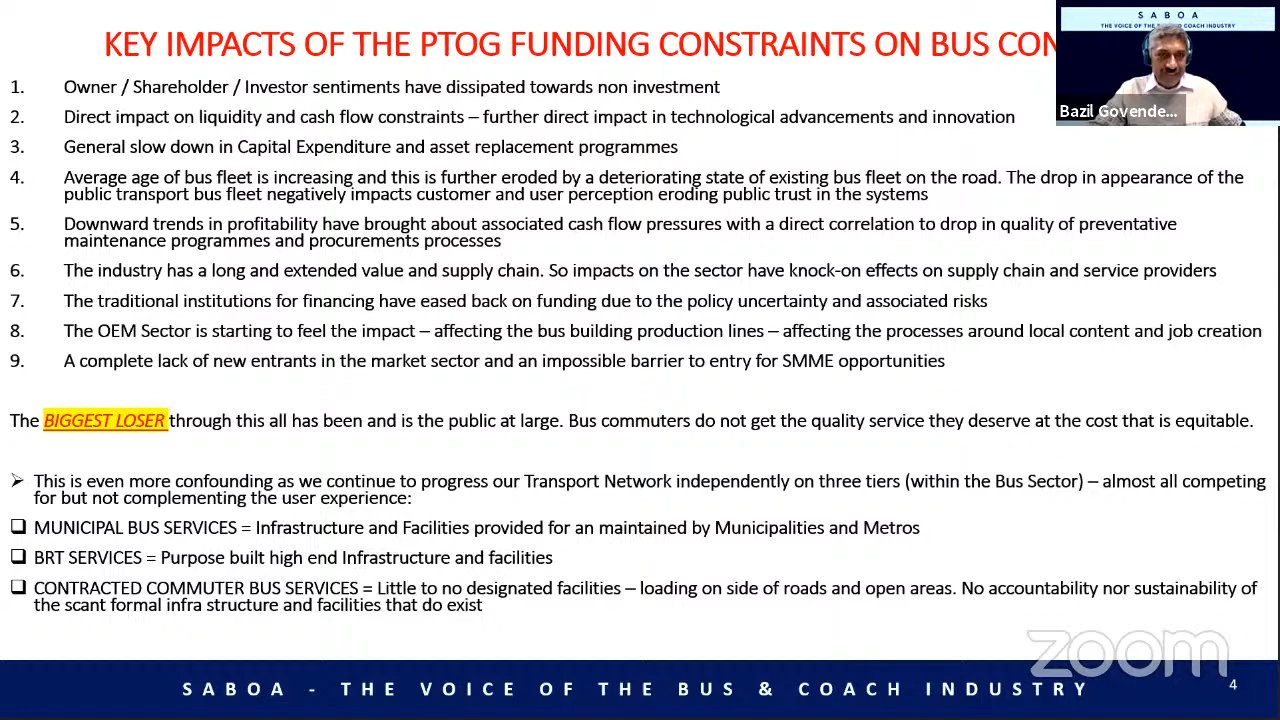 KEY IMPACTS OF THE PTOG FUNDING CONSTRAINTS ON BUS CON
S A B O A
THE VOICE OF THE B COACH INDUSTRY
Bazil Govende...
1. Owner / Shareholder / Investor sentiments have dissipated towards non investment
2. Direct impact on liquidity and cash flow constraints – further direct impact in technological advancements and innovation
3. General slow down in Capital Expenditure and asset replacement programmes
4. Average age of bus fleet is increasing and this is further eroded by a deteriorating state of existing bus fleet on the road. The drop in appearance of the
public transport bus fleet negatively impacts customer and user perception eroding public trust in the systems
5. Downward trends in profitability have brought about associated cash flow pressures with a direct correlation to drop in quality of preventative
maintenance programmes and procurements processes
6. The industry has a long and extended value and supply chain. So impacts on the sector have knock-on effects on supply chain and service providers
7. The traditional institutions for financing have eased back on funding due to the policy uncertainty and associated risks
8. The OEM Sector is starting to feel the impact – affecting the bus building production lines – affecting the processes around local content and job creation
9. A complete lack of new entrants in the market sector and an impossible barrier to entry for SMME opportunities
The BIGGEST LOSER through this all has been and is the public at large. Bus commuters do not get the quality service they deserve at the cost that is equitable.
➢ This is even more confounding as we continue to progress our Transport Network independently on three tiers (within the Bus Sector) – almost all competing
for but not complementing the user experience:
❑ MUNICIPAL BUS SERVICES = Infrastructure and Facilities provided for an maintained by Municipalities and Metros
❑ BRT SERVICES = Purpose built high end Infrastructure and facilities
❑ CONTRACTED COMMUTER BUS SERVICES = Little to no designated facilities – loading on side of roads and open areas. No accountability nor sustainability of
the scant formal infra structure and facilities that do exist
zoom
SABOA - THE VOICE OF THE BUS & COACH INDUSTRY
4